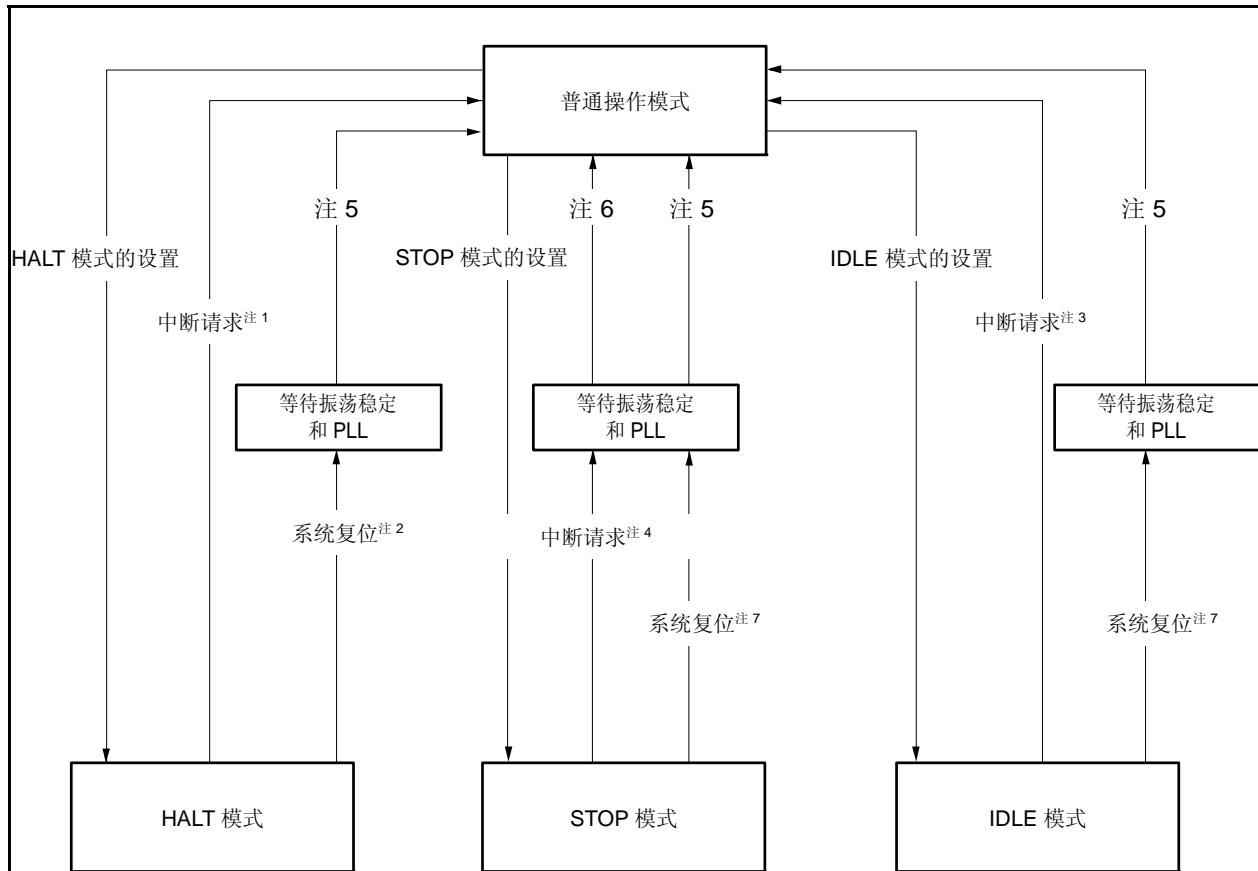 普通操作模式
注 5
注 6
注 5
注 5
HALT 模式的设置
STOP 模式的设置
IDLE 模式的设置
中断请求注 1
中断请求注 3
等待振荡稳定
和 PLL
等待振荡稳定
和 PLL
等待振荡稳定
和 PLL
系统复位注 2
中断请求注 4
系统复位注 7
系统复位注 7
HALT 模式
STOP 模式
IDLE 模式